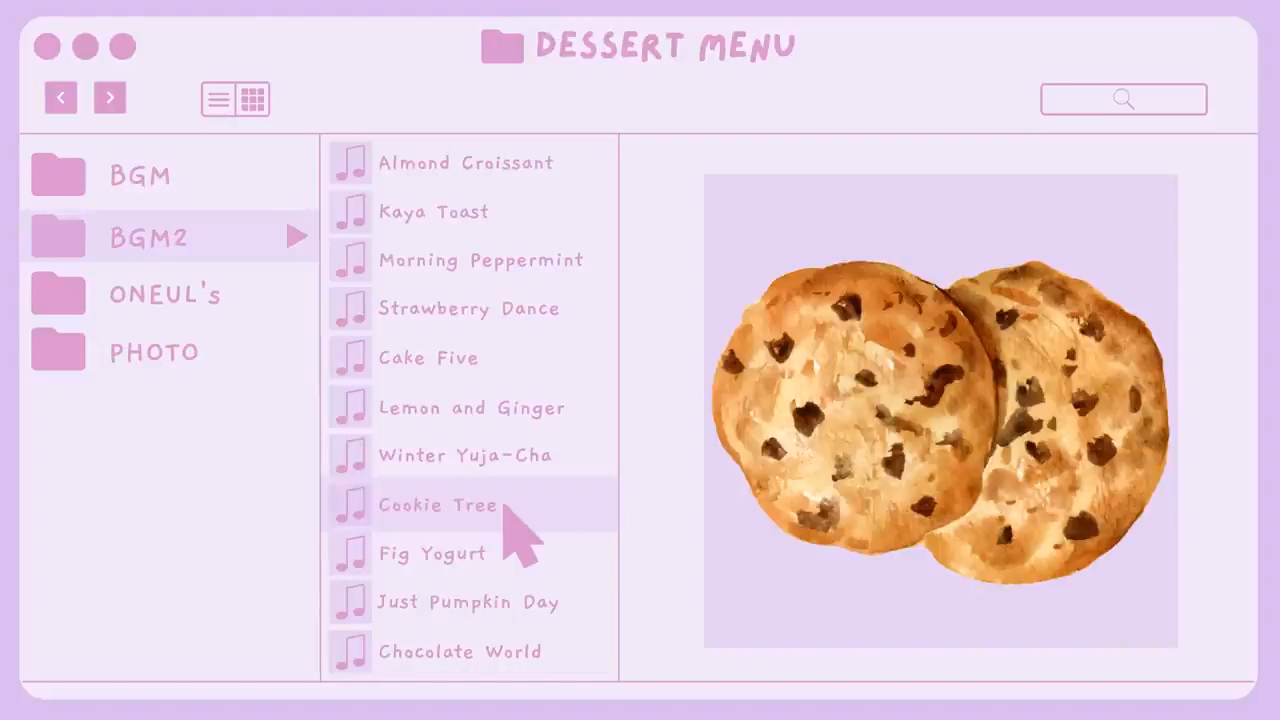 DESSERT MENU
BGM
BGM2
ONEUL's
PHOTO
Almond Croissant
Kaya Toast
Morning Peppermint
Strawberry Dance
Cake Five
Lemon and Ginger
Winter Yuja-Cha
Cookie Tree
Fig Yogurt
Just Pumpkin Day
Chocolate World